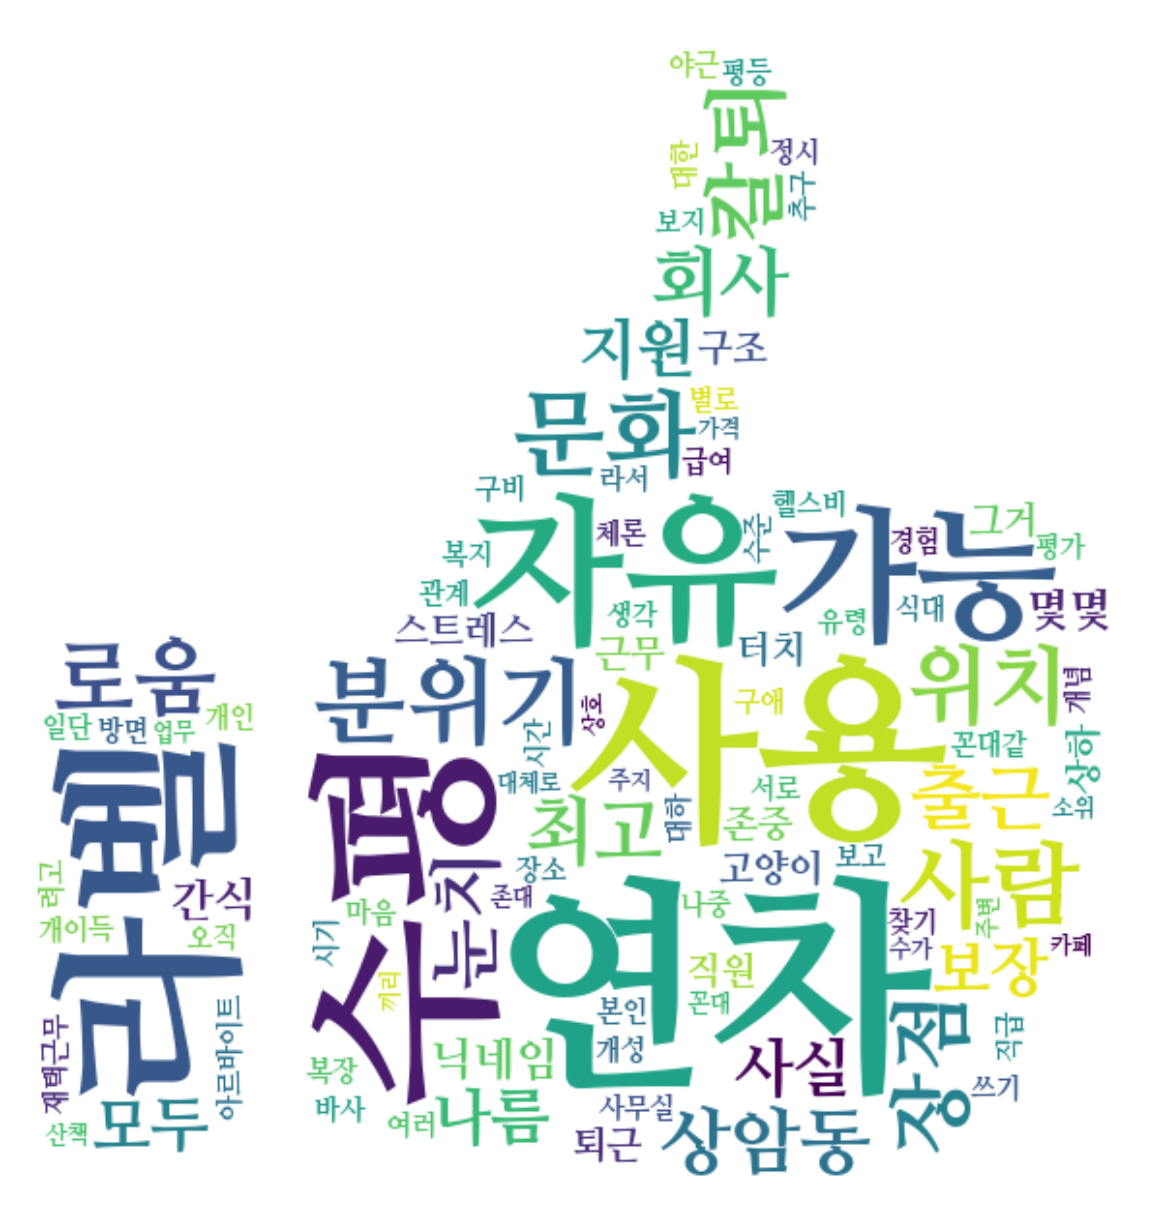 야근 평등
칼퇴
대한
정시
추구
보지
회사
지원 구조
문화
별로
가격
급여
구비
라서
자유
가능
헬스비
그거
체론
수준
경험
평가
복지
관계
생각
유령
식대
몇몇
스트레스
근무
터치
로움
분위기
사용
위치
개념
구애
상호
일단 방면 업무 개인
시간
꼰대같
상하
라벨
수평
대체로
주지
서로
출근
소위
최고
대하
존중
눈치
장소
고양이
보고
사람
려고
간식
존대
마음
연차
나중
찾기
주변
개이득
오직
시기
수가
카페
직원
보장
끼리
꼰대
본인
장점
재택근무
아르바이트
닉네임
개성
사실
직급
복장
쓰기
모두
바사
여러
나름
사무실
산책
퇴근
상암동